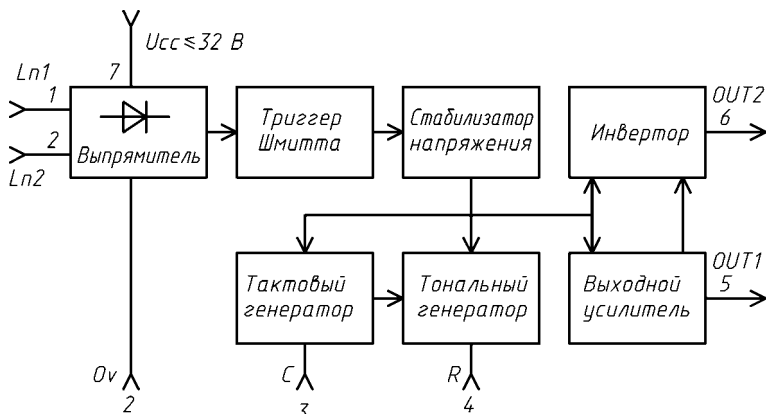 Ucc≤32 В
Ln1
7
1
2
Ln2
Выпрямитель
Триггер
Шмитта
Стабилизатор
напряжения
Инвертор
OUT2
6
Тактовый
генератор
Тональный
генератор
Выходной
усилитель
OUT1
5
Ov
2
C
3
R
4